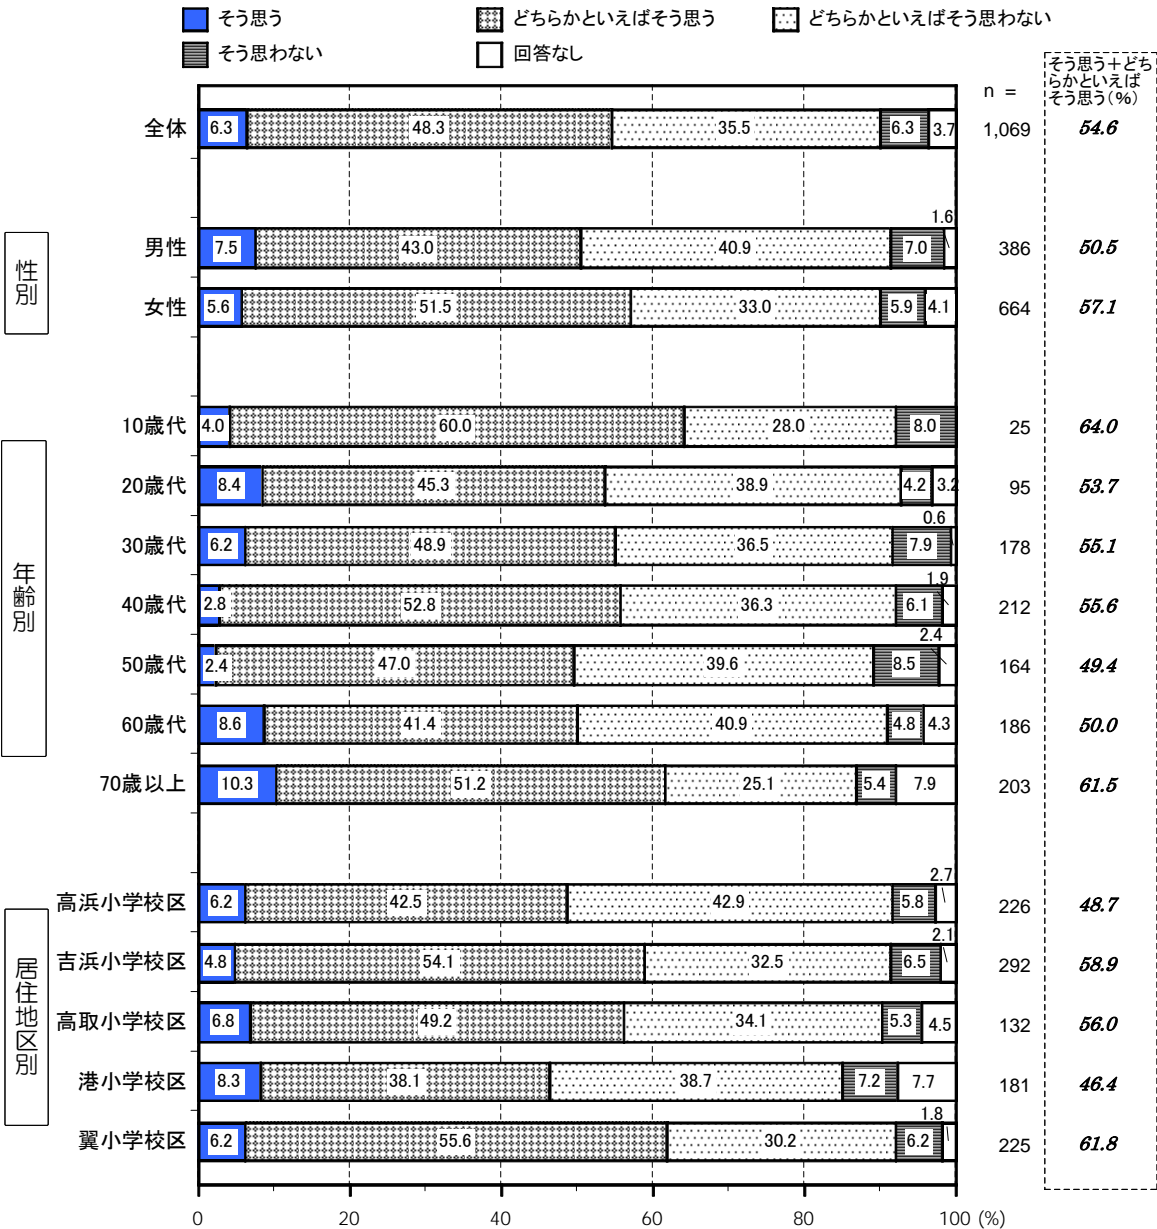 そう思う どちらかといえばそう思う どちらかといえばそう思わない
そう思わない 回答なし
n =
そう思う＋どち
らかといえば
そう思う(%)
全体 6.3 48.3 35.5 6.3 3.7 1,069 54.6
性別
1.6
男性 7.5 43.0 40.9 7.0 386 50.5
女性 5.6 51.5 33.0 5.9 4.1 664 57.1
年齢別
10歳代 4.0 60.0 28.0 8.0 25 64.0
20歳代 8.4 45.3 38.9 4.2 3.2 95 53.7
0.6
30歳代 6.2 48.9 36.5 7.9 178 55.1
1.9
40歳代 2.8 52.8 36.3 6.1 212 55.6
2.4
50歳代 2.4 47.0 39.6 8.5 164 49.4
60歳代 8.6 41.4 40.9 4.8 4.3 186 50.0
70歳以上 10.3 51.2 25.1 5.4 7.9 203 61.5
居住地区別
2.7
高浜小学校区 6.2 42.5 42.9 5.8 226 48.7
2.1
吉浜小学校区 4.8 54.1 32.5 6.5 292 58.9
高取小学校区 6.8 49.2 34.1 5.3 4.5 132 56.0
港小学校区 8.3 38.1 38.7 7.2 7.7 181 46.4
1.8
翼小学校区 6.2 55.6 30.2 6.2 225 61.8
0 20 40 60 80 100 (%)